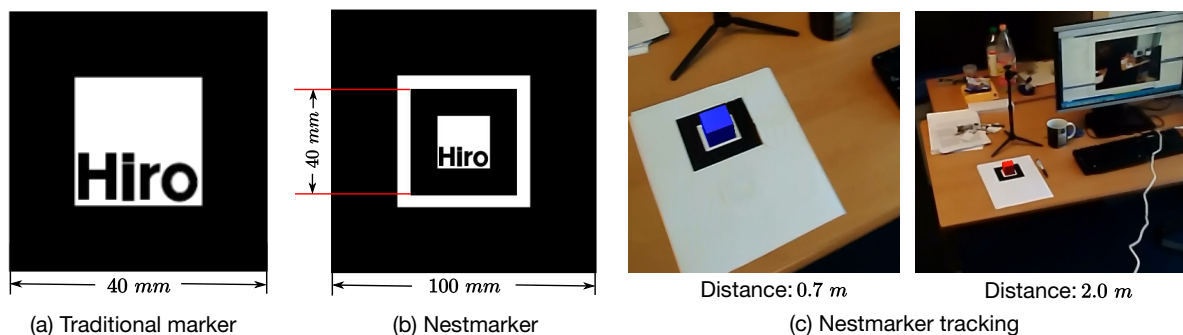 Hiro
40 mm
(a) Traditional marker
40 mm
Hiro
100 mm
(b) Nestmarker
Distance: 0.7 m
Distance: 2.0 m
(c) Nestmarker tracking